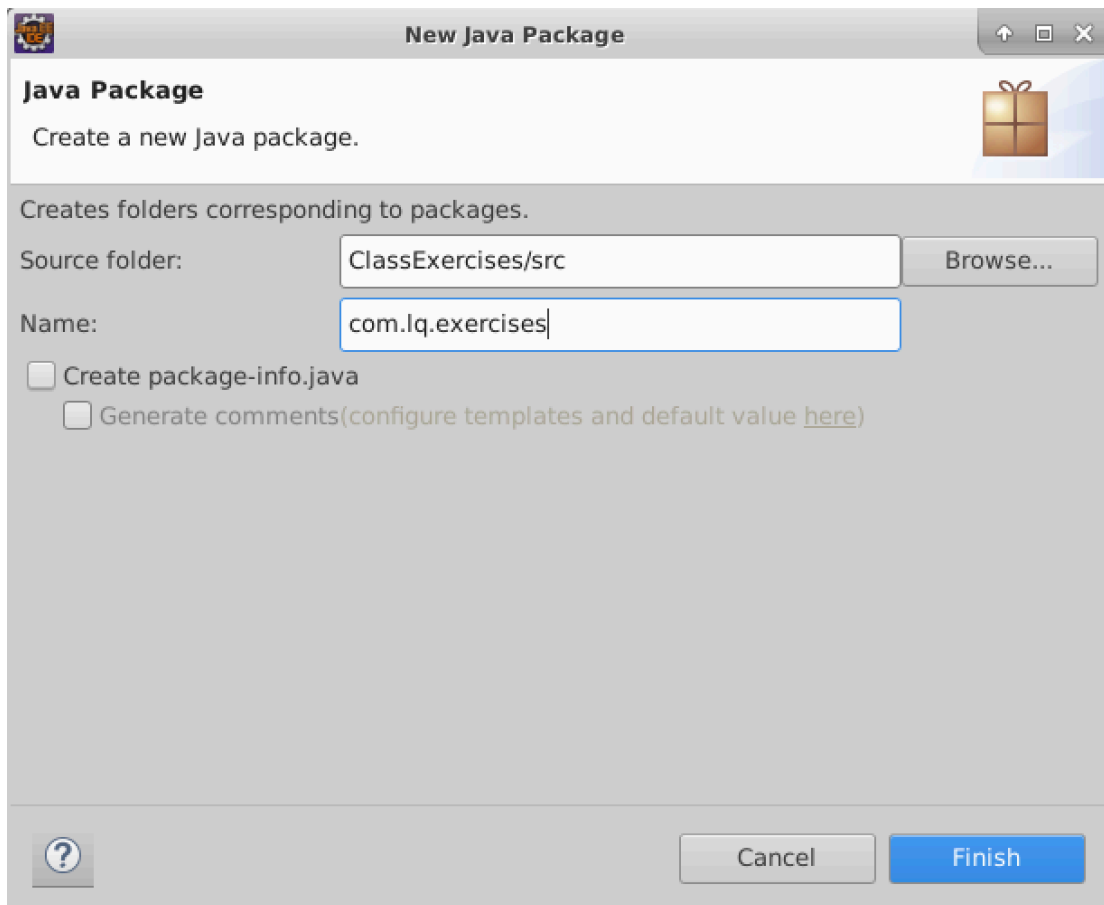 New Java Package
Java Package
Create a new Java package.
Creates folders corresponding to packages.
Source folder: ClassExercises/src Browse...
Name: com.lq.exercises
Create package-info.java
Generate comments(configure templates and default value here)
?
Cancel Finish